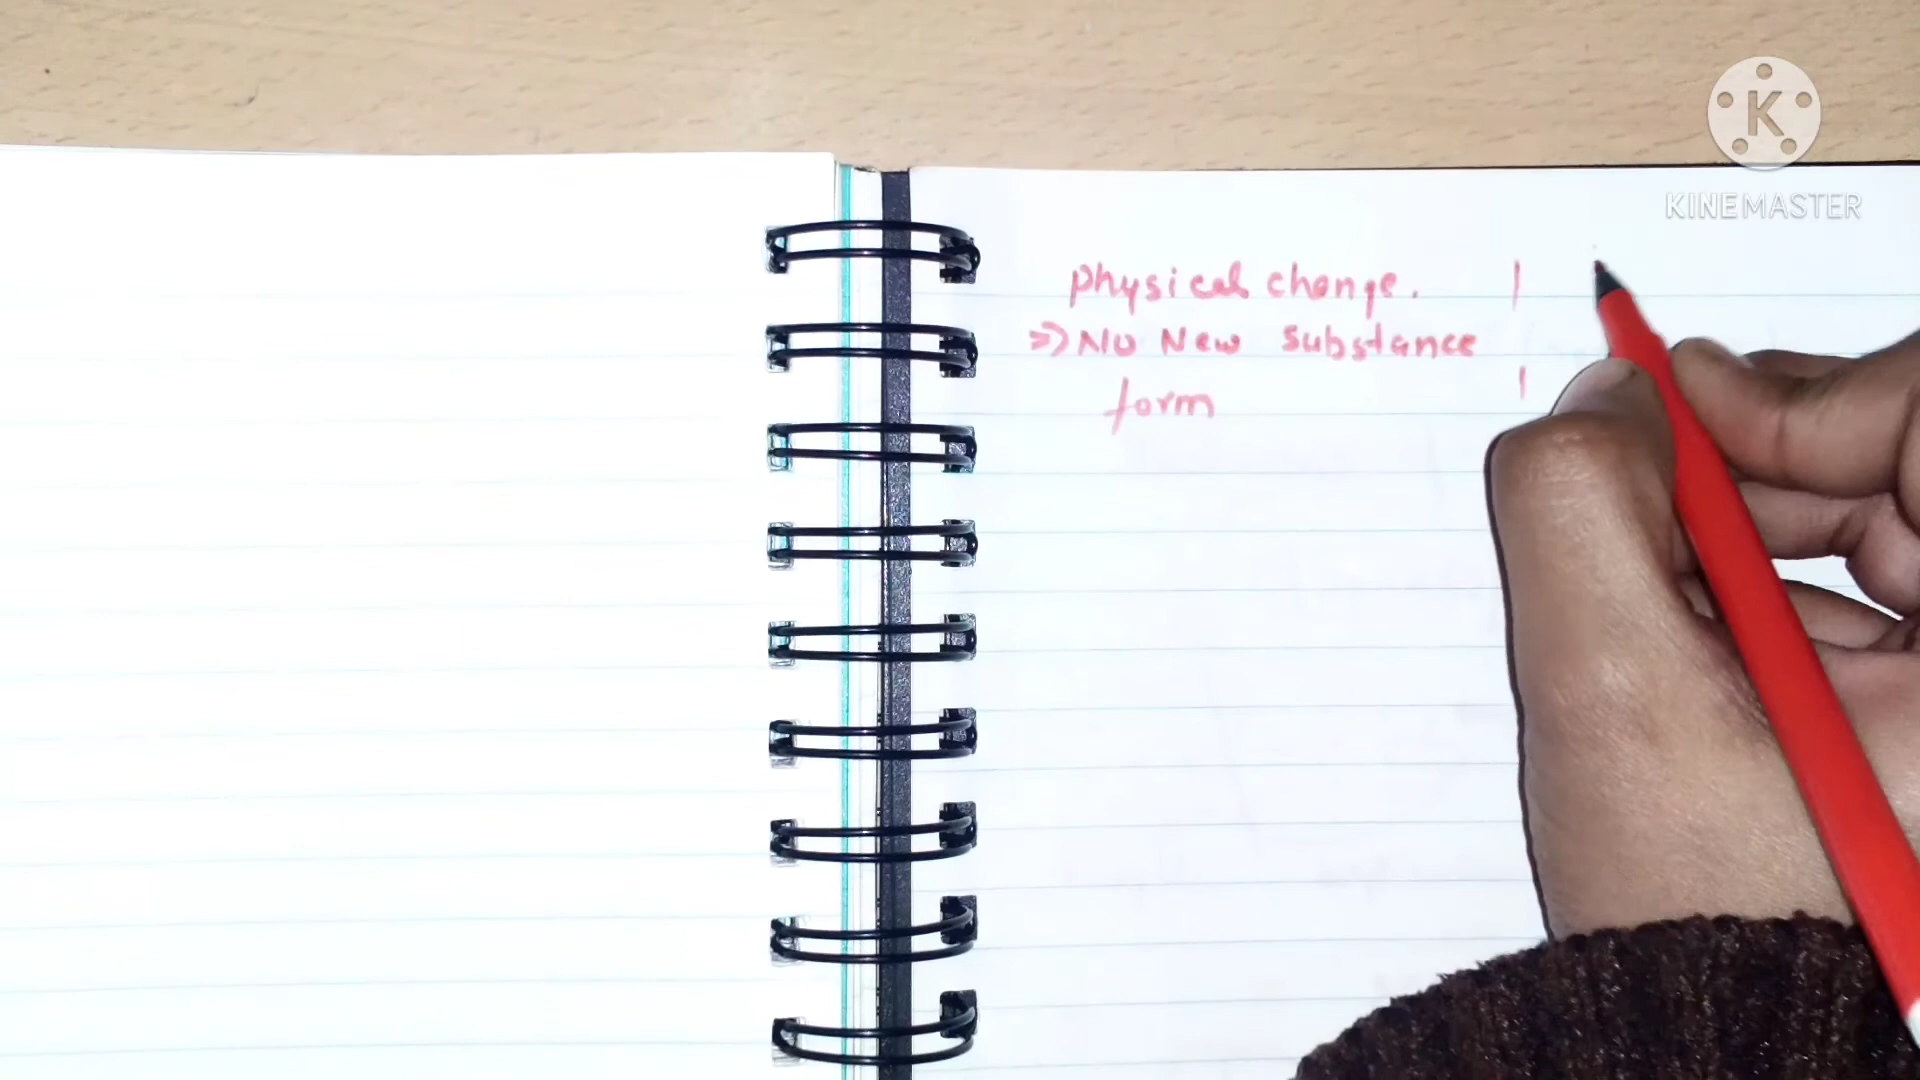 K
KINEMASTER
Physical change.
⇒ No New substance
form